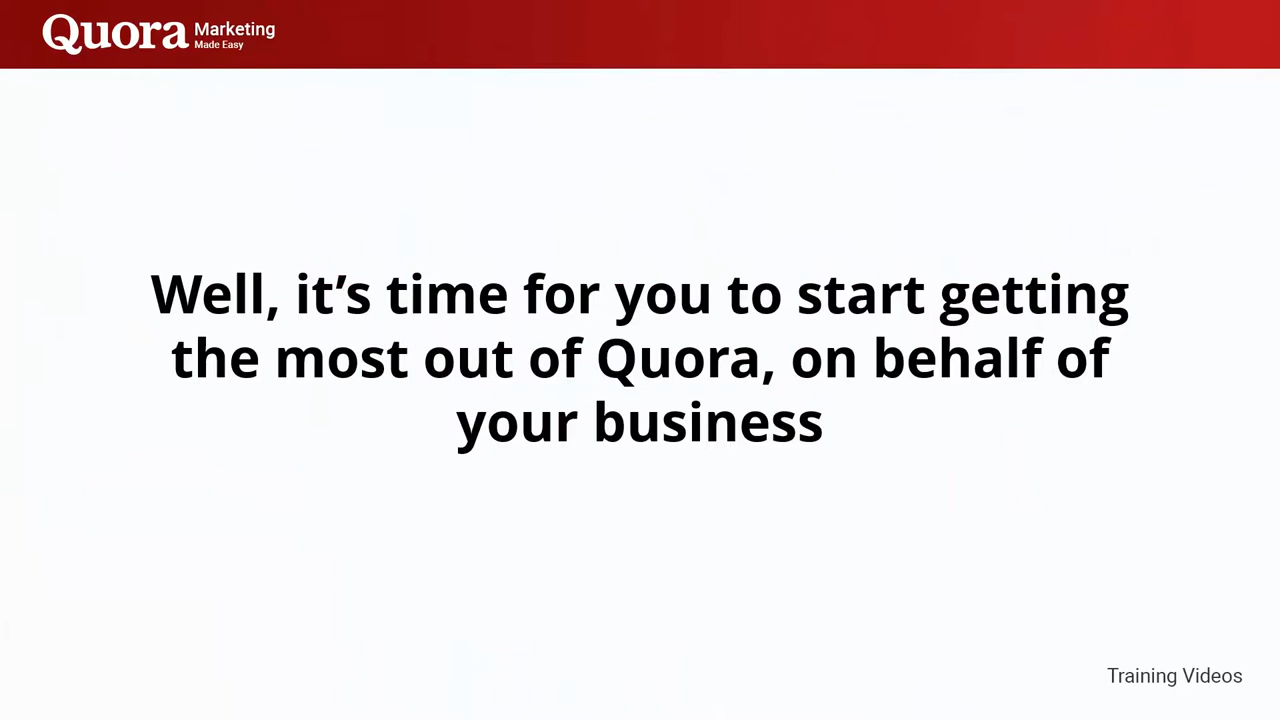 Quora Marketing
Made Easy
Well, it’s time for you to start getting
the most out of Quora, on behalf of
your business
Training Videos